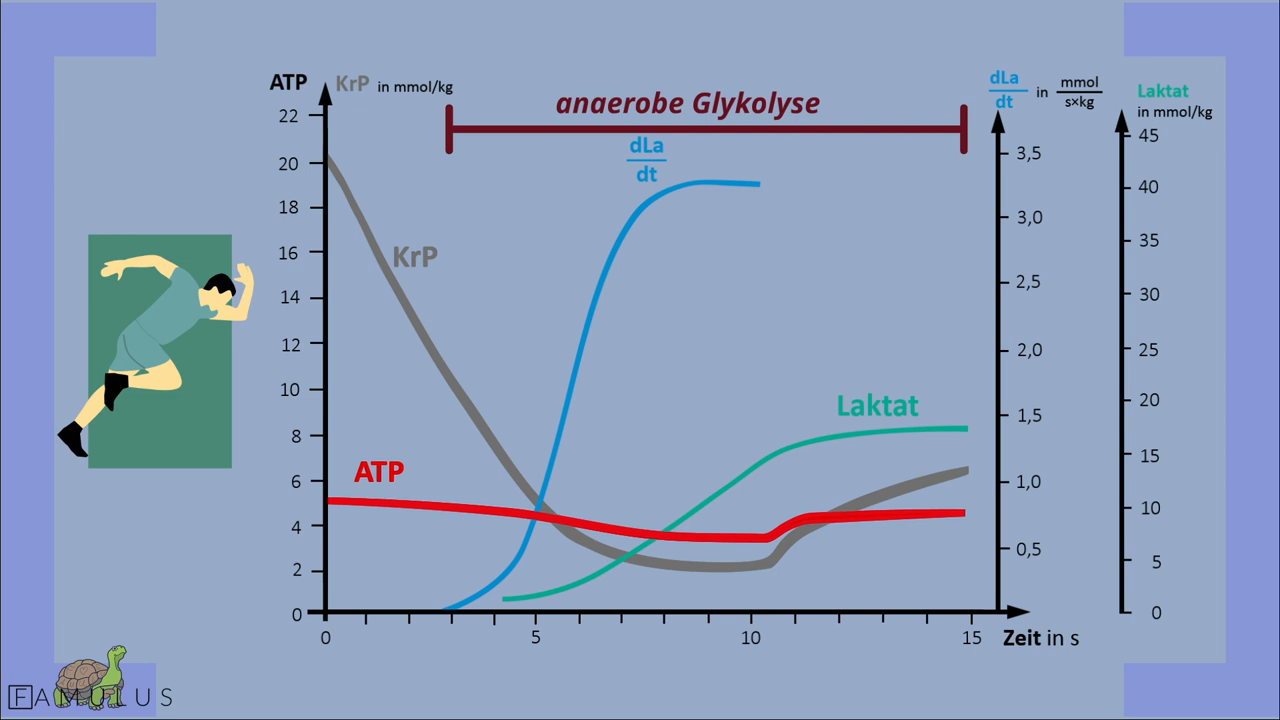 ATP KrP in mmol/kg
anaerobe Glykolyse
dLa
dt
in
mmol
s×kg
Laktat
in mmol/kg
22
20
18
16
14
12
10
8
6
4
2
0
dLa
dt
KrP
ATP
Laktat
3,5
3,0
2,5
2,0
1,5
1,0
0,5
45
40
35
30
25
20
15
10
5
0
0
5
10
15
Zeit in s
FAMULUS